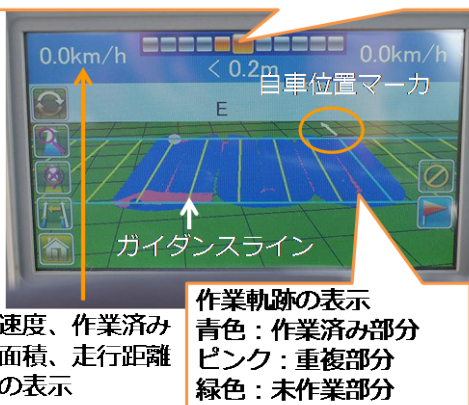 0.0km/h
0.0km/h
< 0.2m
自車位置マーカ
E
ガイダンスライン
速度、作業済み
面積、走行距離
の表示
作業軌跡の表示
青色：作業済み部分
ピンク：重複部分
緑色：未作業部分